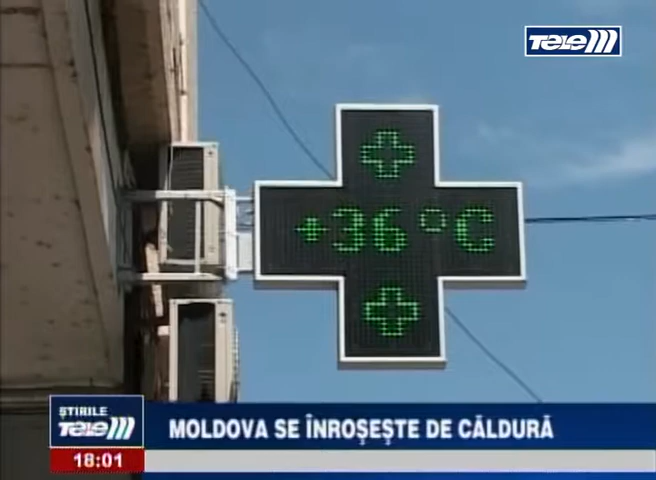 TELE M
+36°C
ȘTIRILE
TELE M
MOLDOVA SE ÎNROȘEȘTE DE CĂLDURĂ
18:01